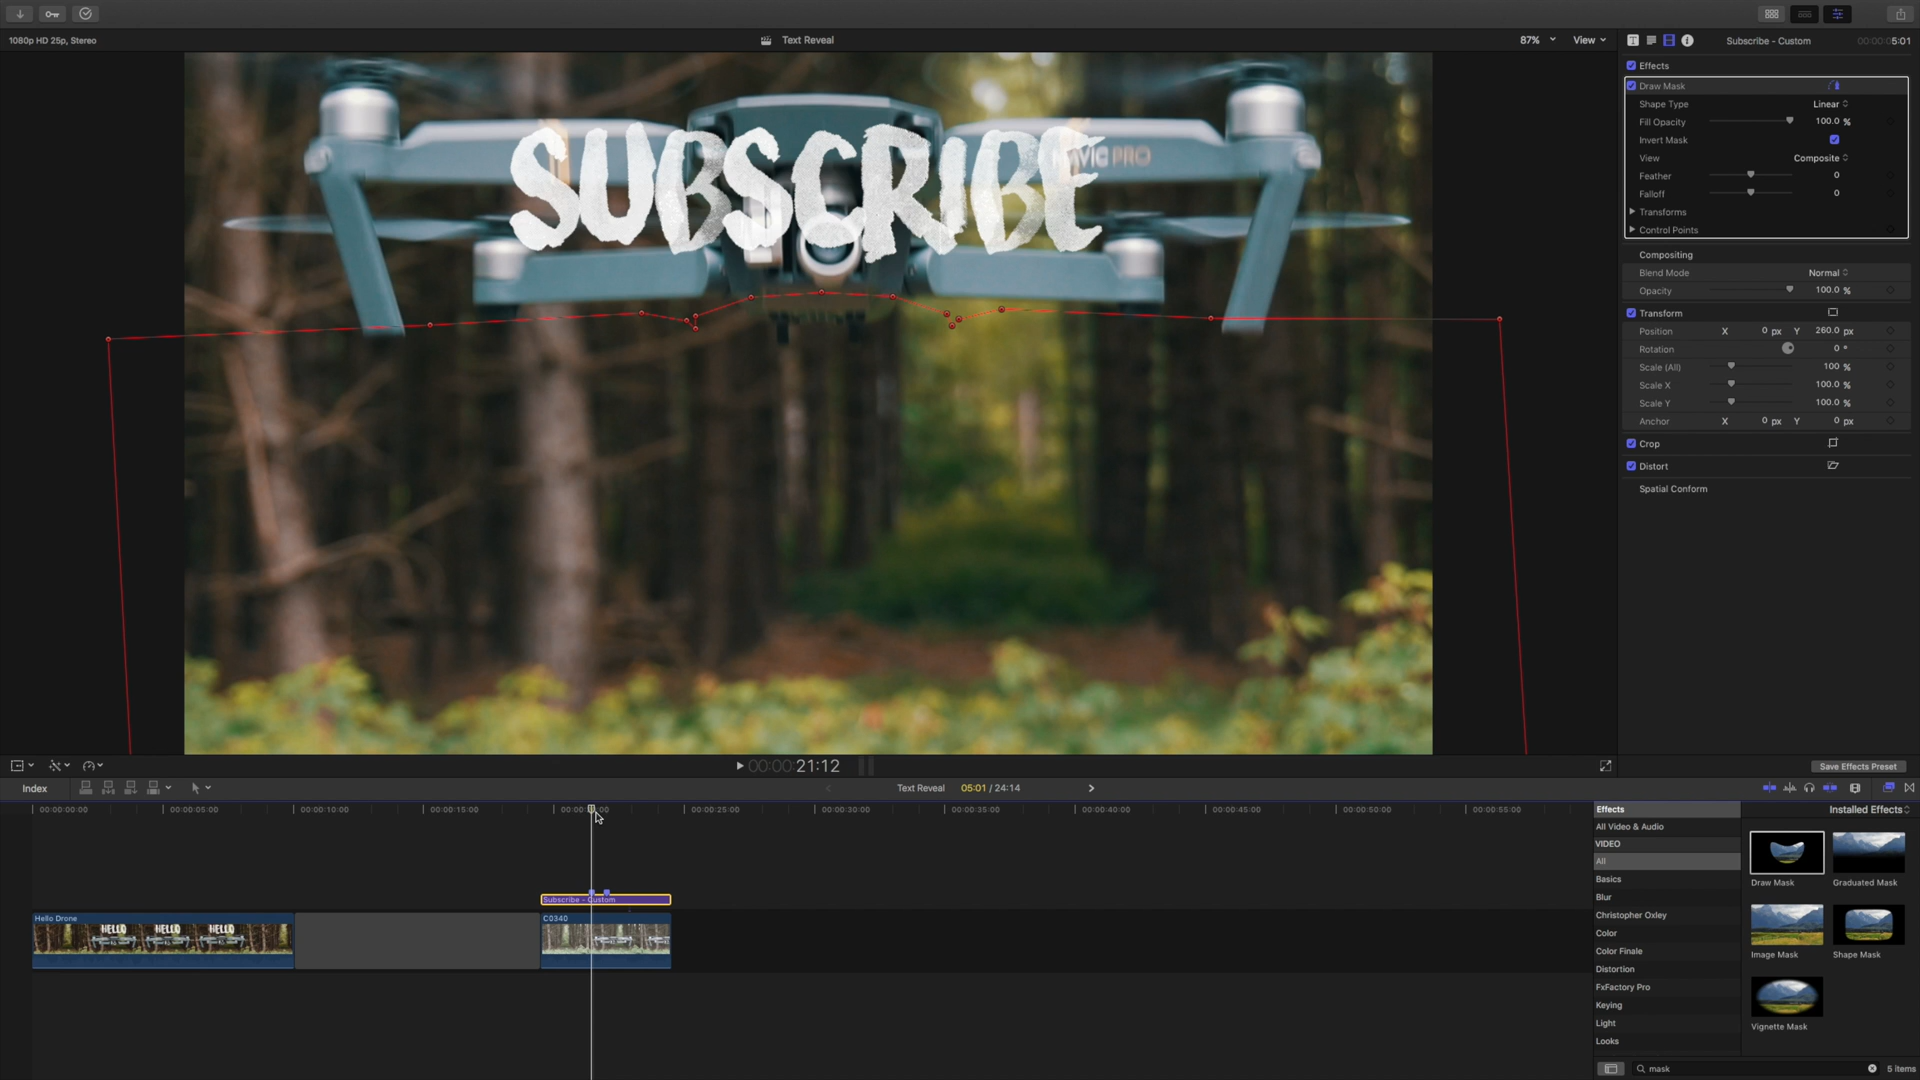 1080p HD 25p, Stereo
Text Reveal
87%
View
Subscribe - Custom
00:00:05:01
Effects
Draw Mask
Shape Type
Linear
Fill Opacity
100.0 %
Invert Mask
View
Composite
Feather
0
Falloff
0
Transforms
Control Points
Compositing
Blend Mode
Normal
Opacity
100.0 %
Transform
Position
X 0 px Y 260.0 px
Rotation
0 °
Scale (All)
100 %
Scale X
100.0 %
Scale Y
100.0 %
Anchor
X 0 px Y 0 px
Crop
Distort
Spatial Conform
Save Effects Preset
SUBSCRIBE
MAVIC PRO
00:00:21:12
Index
Text Reveal
05:01 / 24:14
00:00:00:00
00:00:05:00
00:00:10:00
00:00:15:00
00:00:25:00
00:00:30:00
00:00:35:00
00:00:40:00
00:00:45:00
00:00:50:00
00:00:55:00
Subscribe - Custom
Hello Drone
C0340
HELLO
HELLO
HELLO
Effects
Installed Effects
All Video & Audio
VIDEO
All
Basics
Blur
Christopher Oxley
Color
Color Finale
Distortion
FxFactory Pro
Keying
Light
Looks
Draw Mask
Graduated Mask
Image Mask
Shape Mask
Vignette Mask
mask
5 items